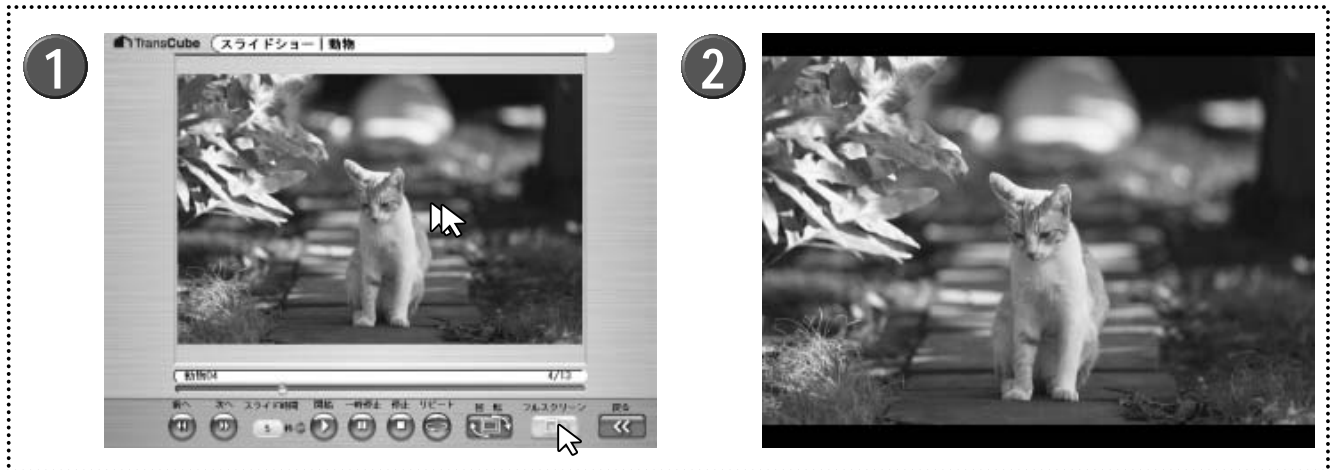 1
TransCube スライドショー|動物
動物04 4/13
前へ 次へ スライド時間 開始 一時停止 停止 リピート 回転 フルスクリーン 戻る
5 秒
2